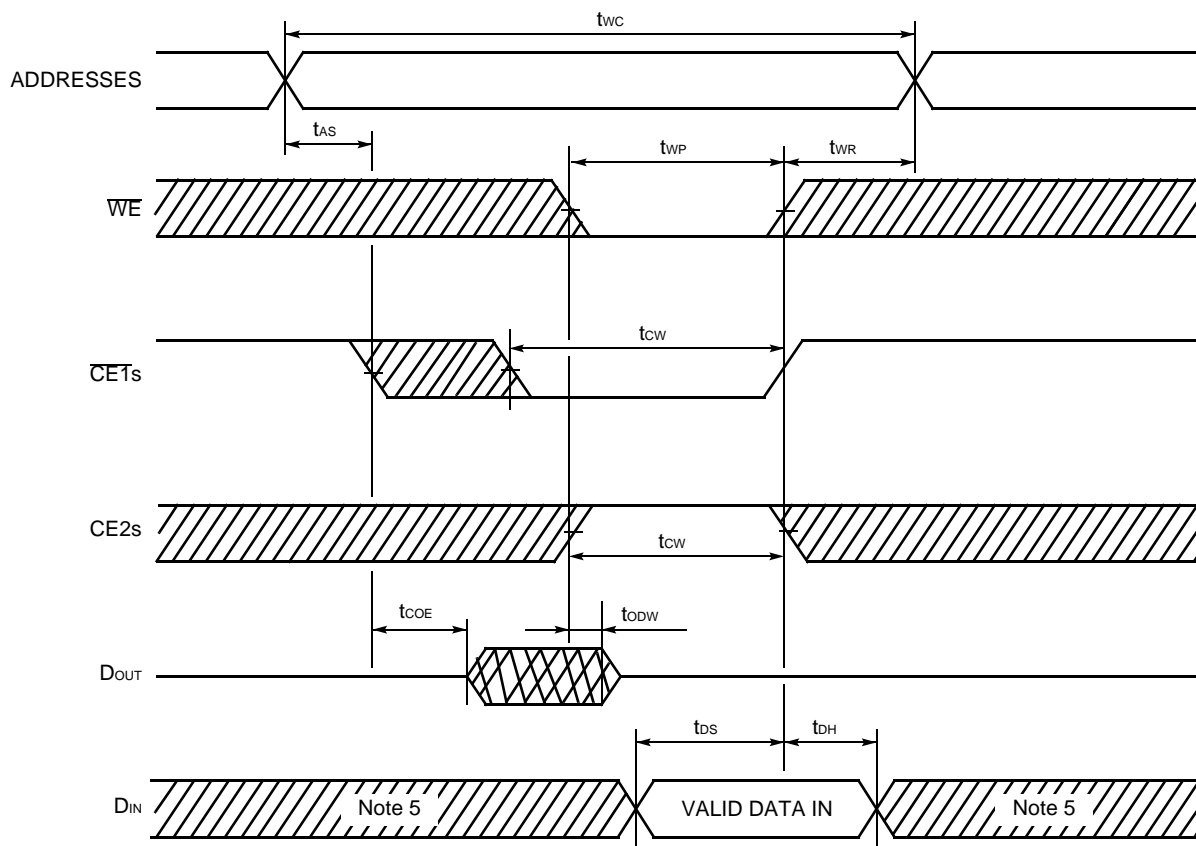 tWC
ADDRESSES
tAS
tWP
tWR
WE
tCW
CE1s
CE2s
tCW
tCOE
tODW
DOUT
tDS
tDH
DIN
Note 5
VALID DATA IN
Note 5